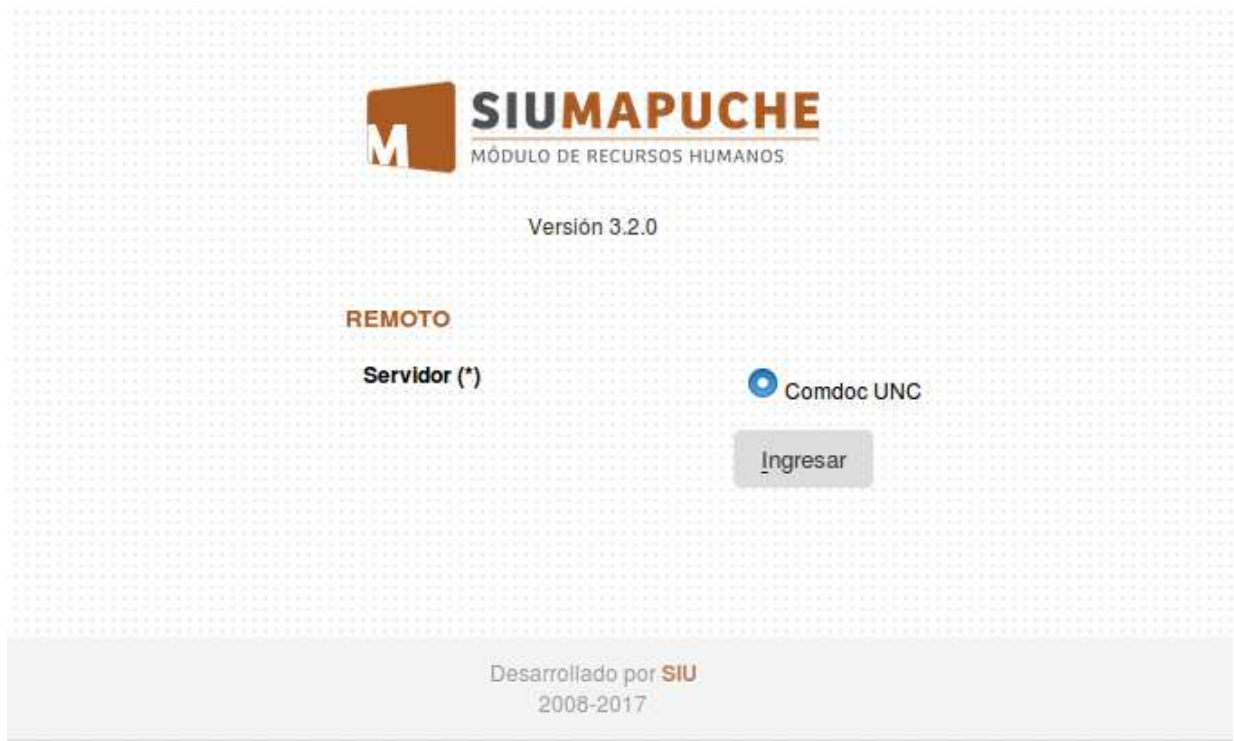 M
SIUMAPUCHE
MÓDULO DE RECURSOS HUMANOS
Versión 3.2.0
REMOTO
Servidor (*)
Comdoc UNC
Ingresar
Desarrollado por SIU
2008-2017